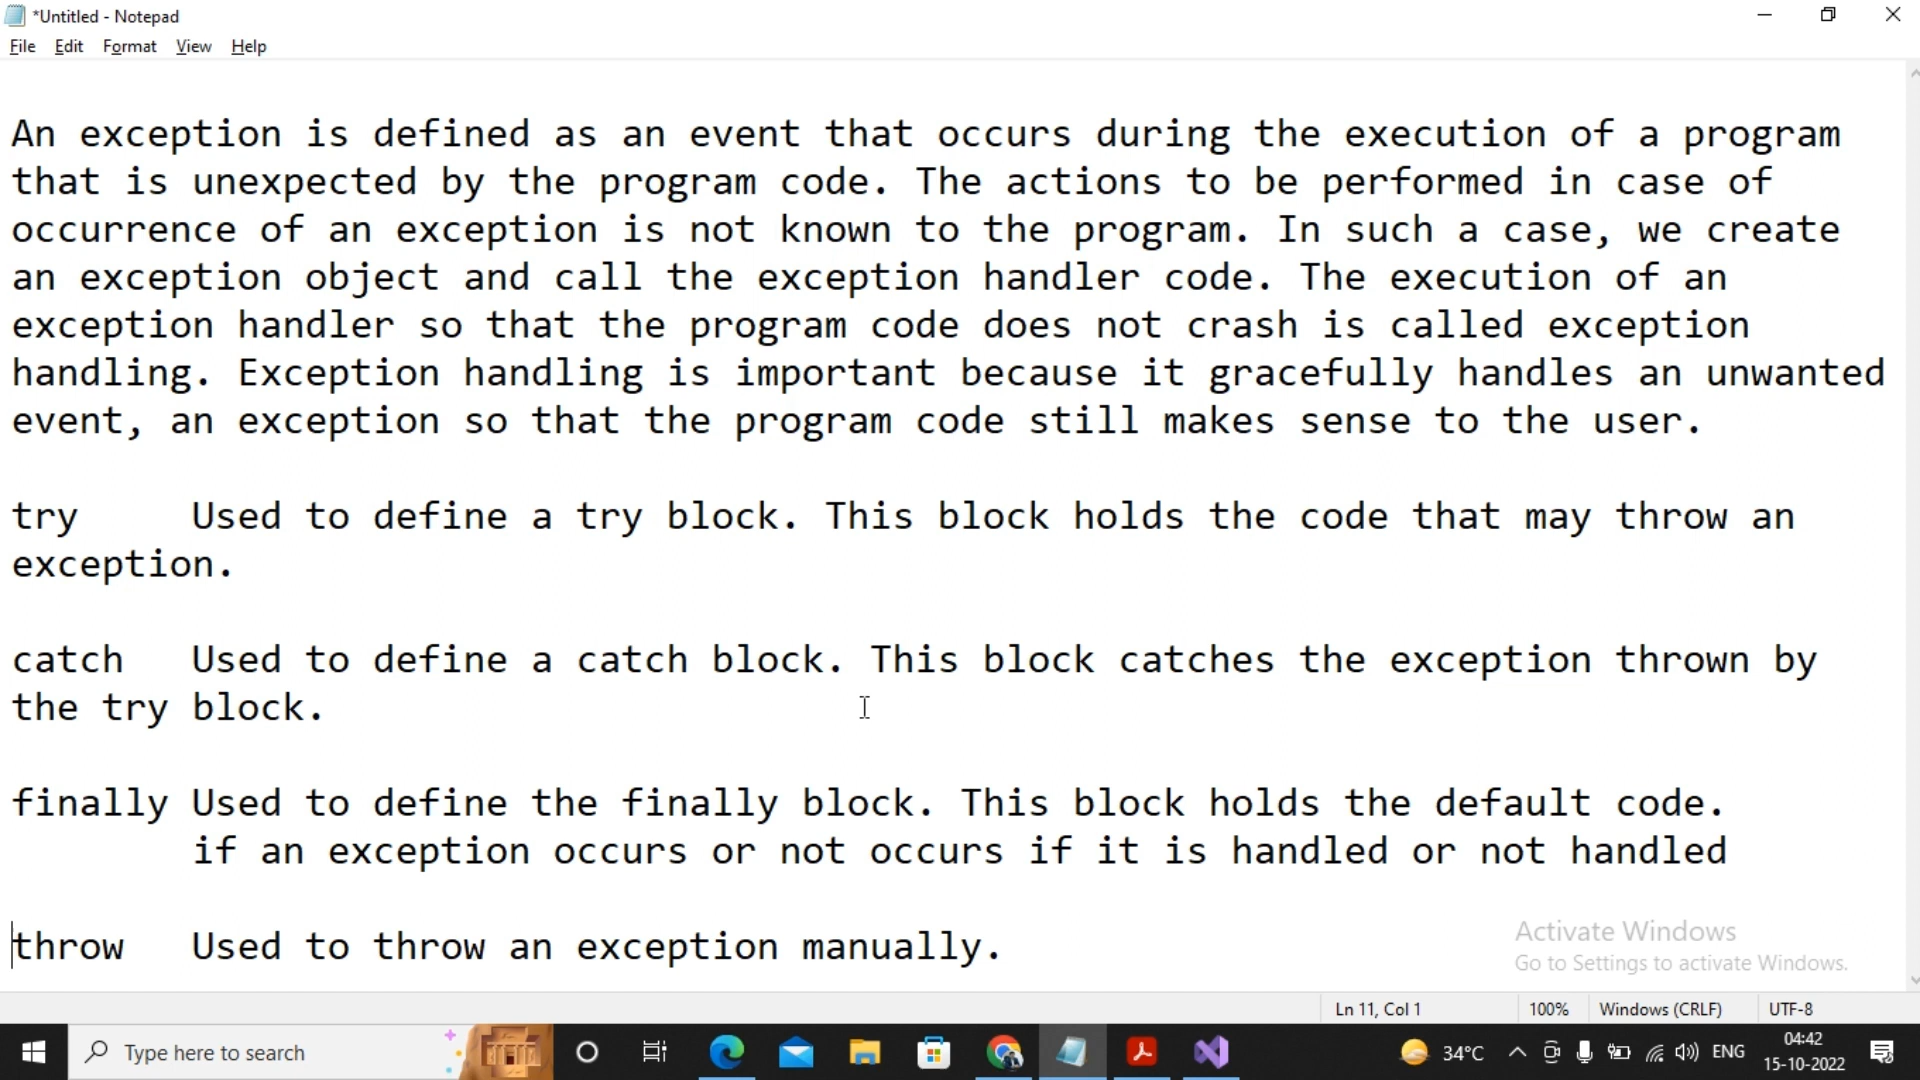 *Untitled - Notepad
File Edit Format View Help
An exception is defined as an event that occurs during the execution of a program
that is unexpected by the program code. The actions to be performed in case of
occurrence of an exception is not known to the program. In such a case, we create
an exception object and call the exception handler code. The execution of an
exception handler so that the program code does not crash is called exception
handling. Exception handling is important because it gracefully handles an unwanted
event, an exception so that the program code still makes sense to the user.
try Used to define a try block. This block holds the code that may throw an
exception.
catch Used to define a catch block. This block catches the exception thrown by
the try block.
finally Used to define the finally block. This block holds the default code.
if an exception occurs or not occurs if it is handled or not handled
throw Used to throw an exception manually.
Activate Windows
Go to Settings to activate Windows.
Ln 11, Col 1 100% Windows (CRLF) UTF-8
Type here to search 34°C ENG 04:42
15-10-2022